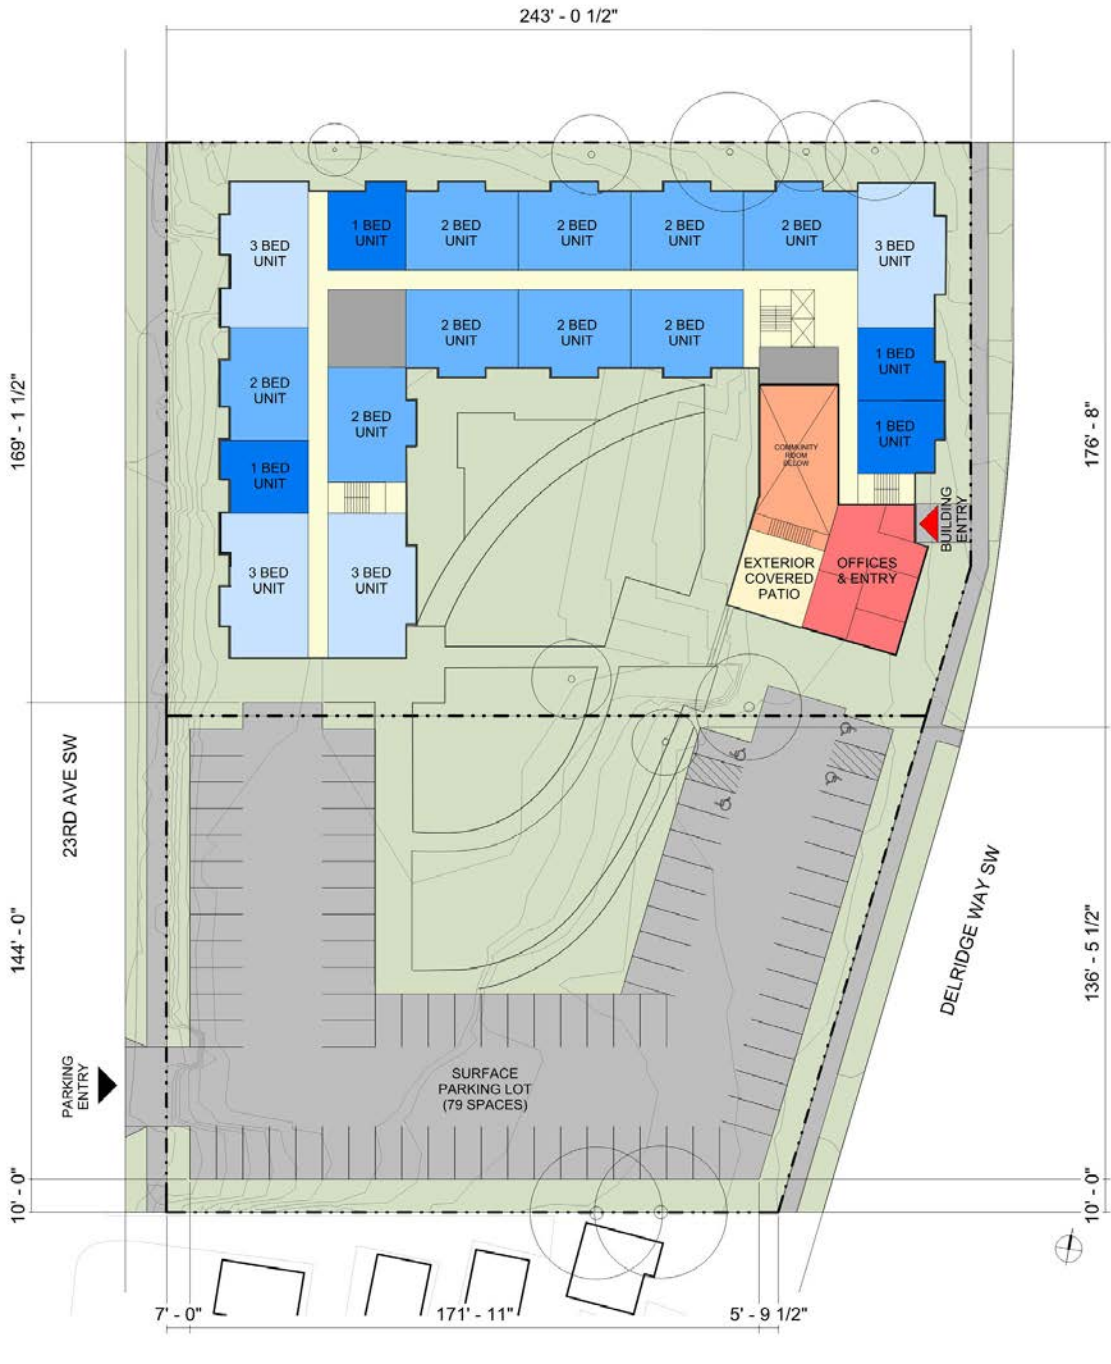 243' - 0 1/2"
1 BED
UNIT
2 BED
UNIT
2 BED
UNIT
2 BED
UNIT
2 BED
UNIT
3 BED
UNIT
3 BED
UNIT
2 BED
UNIT
2 BED
UNIT
2 BED
UNIT
1 BED
UNIT
2 BED
UNIT
2 BED
UNIT
1 BED
UNIT
169' - 1 1/2"
176' - 8"
COMMUNITY
ROOM
BELOW
1 BED
UNIT
BUILDING
ENTRY
3 BED
UNIT
3 BED
UNIT
EXTERIOR
COVERED
PATIO
OFFICES
& ENTRY
23RD AVE SW
DELRIDGE WAY SW
144' - 0"
136' - 5 1/2"
PARKING
ENTRY
SURFACE
PARKING LOT
(79 SPACES)
10' - 0"
10' - 0"
7' - 0"
171' - 11"
5' - 9 1/2"